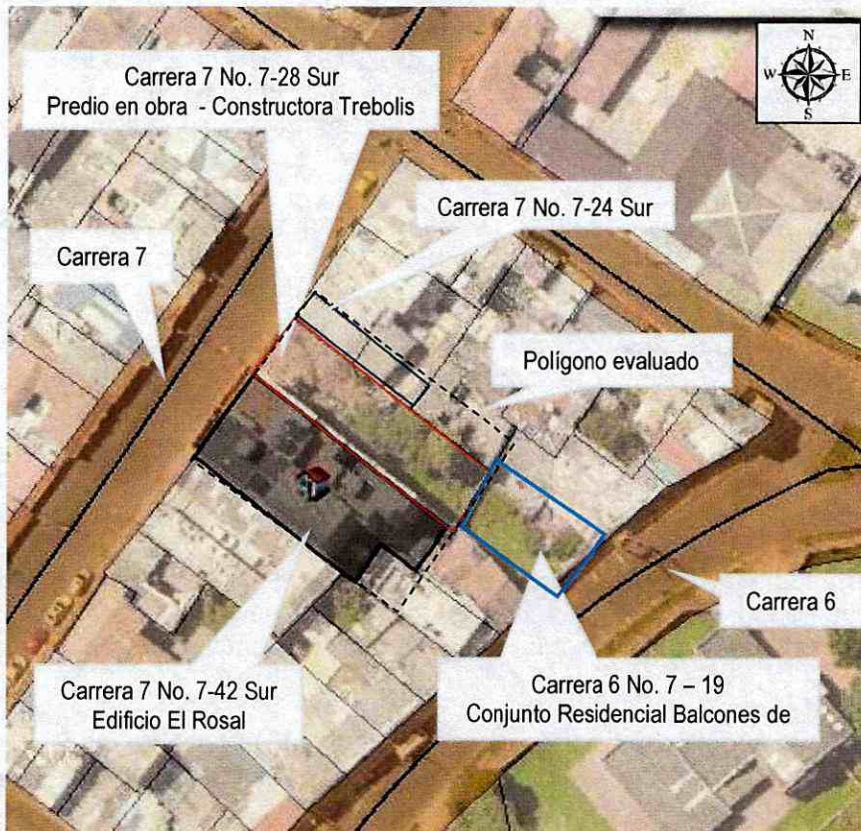 N
W E
S
Carrera 7 No. 7-28 Sur
Predio en obra - Constructora Trebolis
Carrera 7 No. 7-24 Sur
Carrera 7
Polígono evaluado
Carrera 6
Carrera 7 No. 7-42 Sur
Edificio El Rosal
Carrera 6 No. 7 – 19
Conjunto Residencial Balcones de